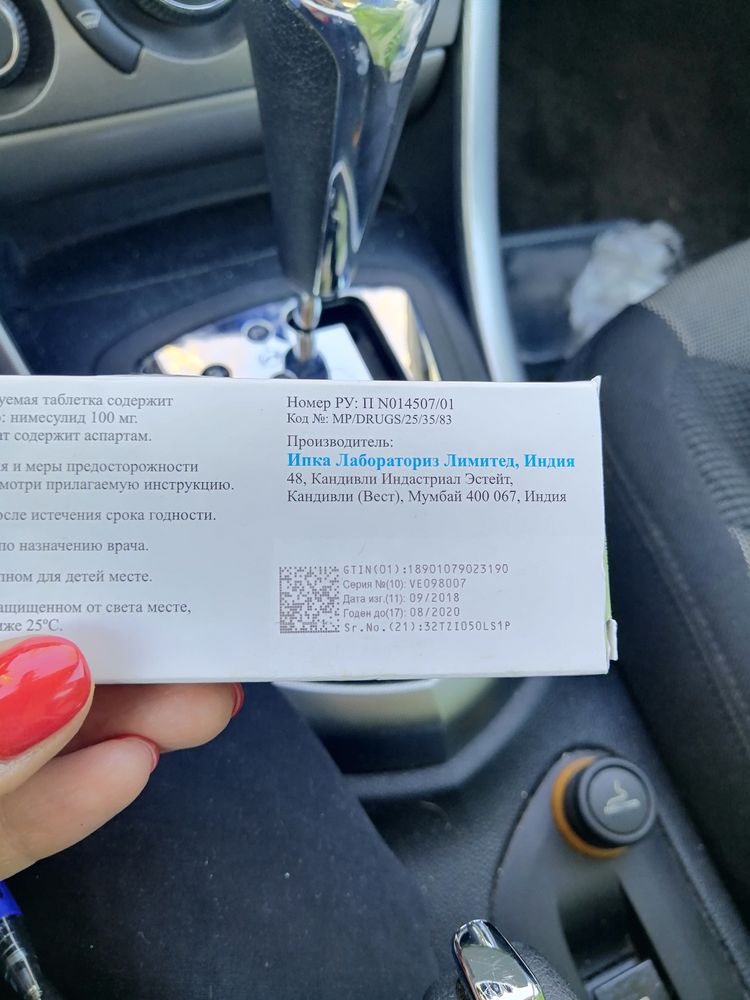 уемая таблетка содержит
: нимесулид 100 мг.
ат содержит аспартам.
я и меры предосторожности
мотри прилагаемую инструкцию.
осле истечения срока годности.
по назначению врача.
пном для детей месте.
ащищенном от света месте,
иже 25°C.
Номер РУ: П N014507/01
Код №: MP/DRUGS/25/35/83
Производитель:
Ипка Лабораториз Лимитед, Индия
48, Кандивли Индастриал Эстейт,
Кандивли (Вест), Мумбай 400 067, Индия
GTIN(01):18901079023190
Серия №(10): VE098007
Дата изг.(11): 09/2018
Годен до(17): 08/2020
Sr.No.(21):32TZI050LS1P